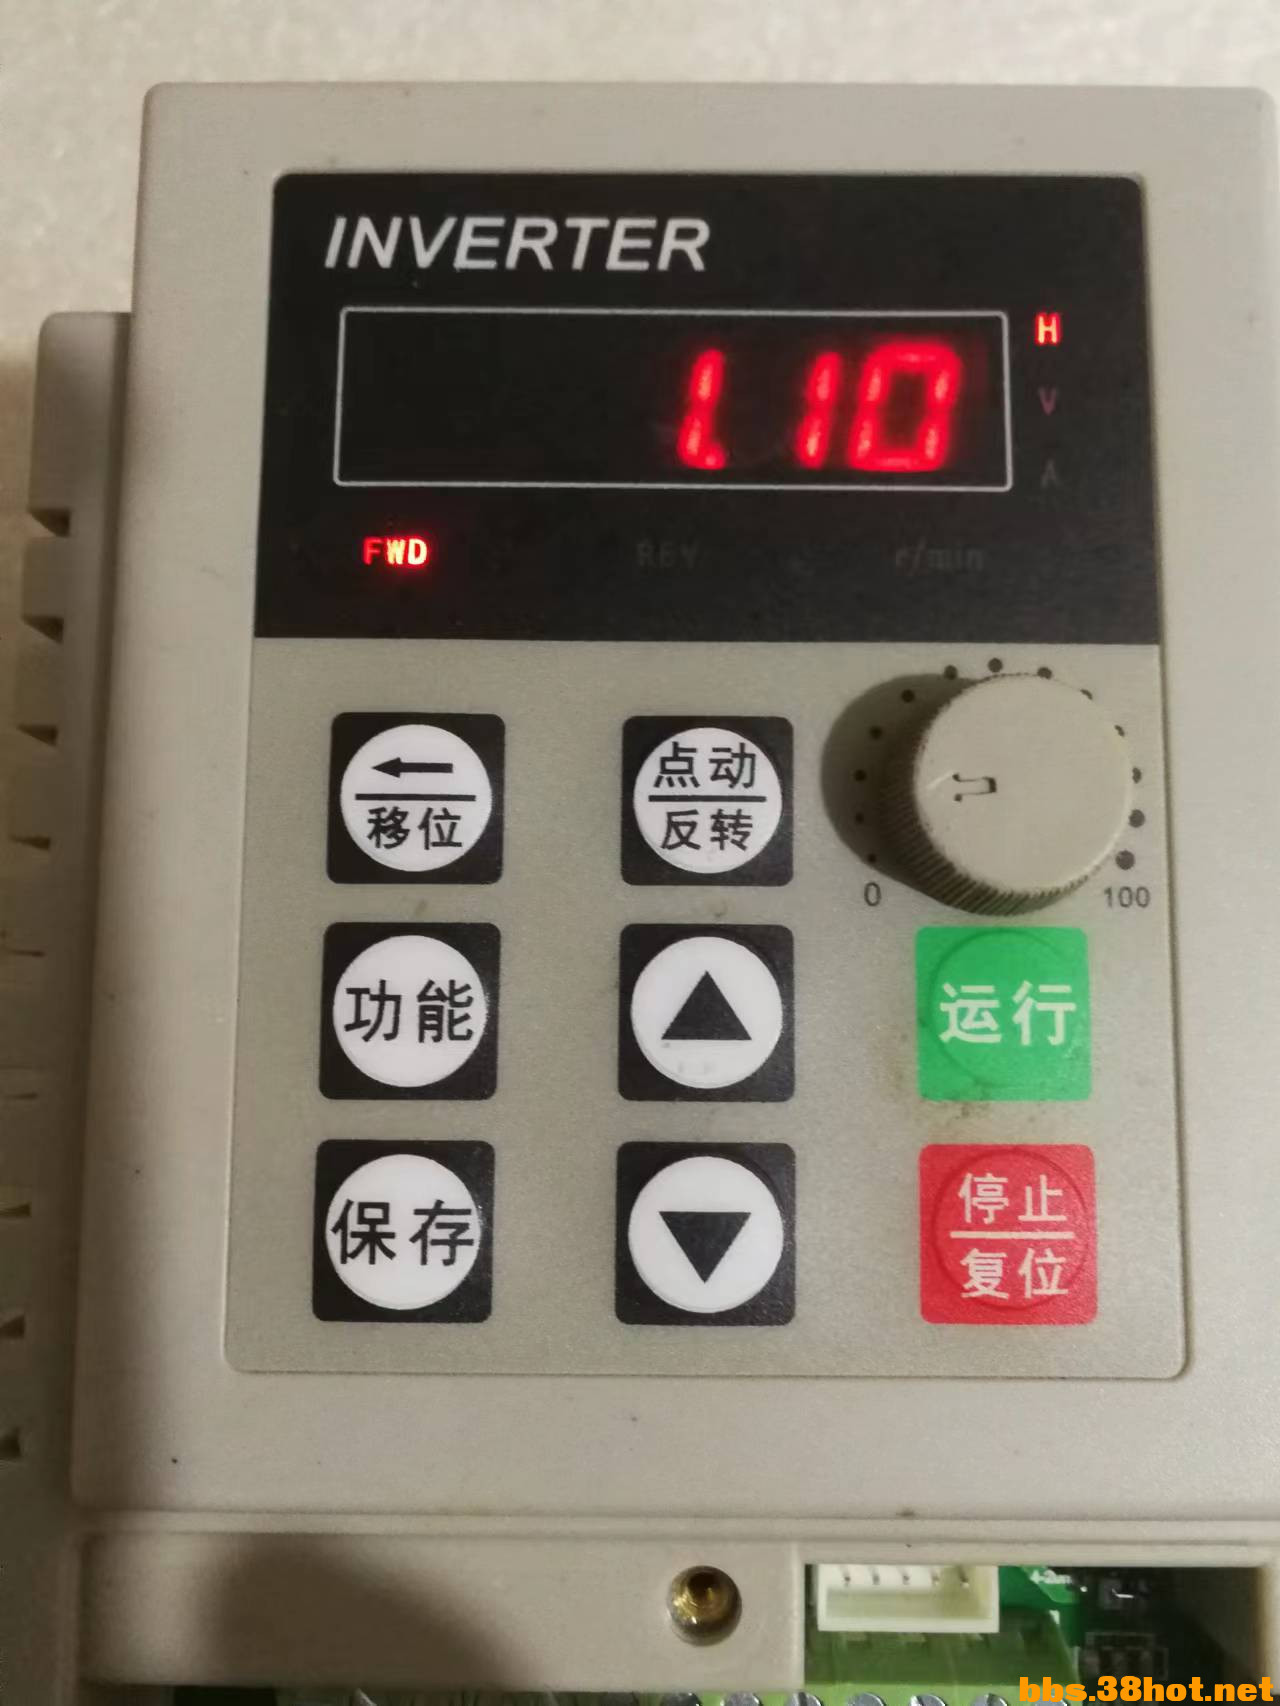 INVERTER
1.10
H
V
A
FWD
REV
r/min
←
移位
点动
反转
0
100
功能
▲
运行
保存
▼
停止
复位
bbs.38hot.net